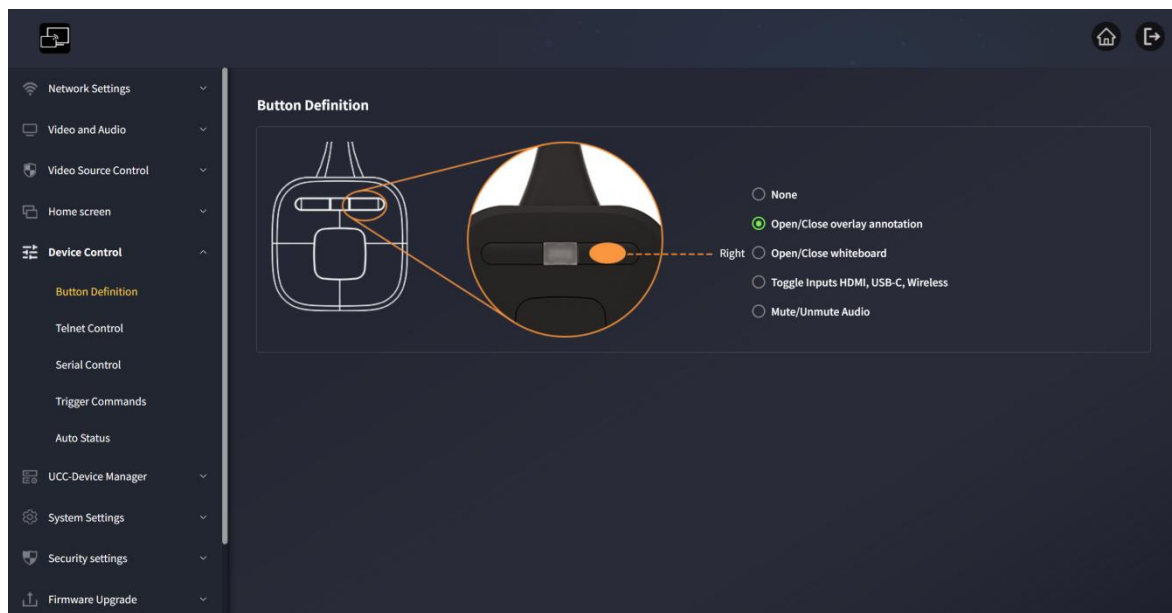 Network Settings
Video and Audio
Video Source Control
Home screen
Device Control
Button Definition
Telnet Control
Serial Control
Trigger Commands
Auto Status
UCC-Device Manager
System Settings
Security settings
Firmware Upgrade
Button Definition
None
Open/Close overlay annotation
Right Open/Close whiteboard
Toggle Inputs HDMI, USB-C, Wireless
Mute/Unmute Audio